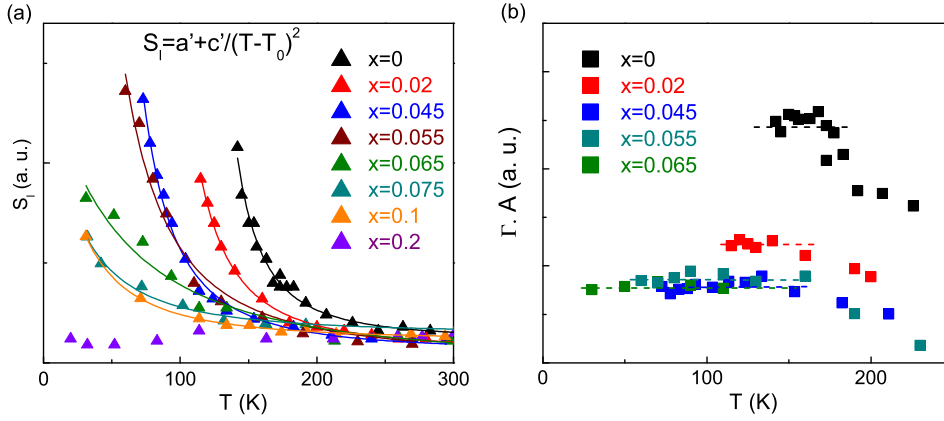 (a)
S_I=a'+c'/(T-T_0)^2
x=0
x=0.02
x=0.045
x=0.055
x=0.065
x=0.075
x=0.1
x=0.2
S_I (a. u.)
0 100 200 300
T (K)
(b)
x=0
x=0.02
x=0.045
x=0.055
x=0.065
Γ . A (a. u.)
0 100 200
T (K)